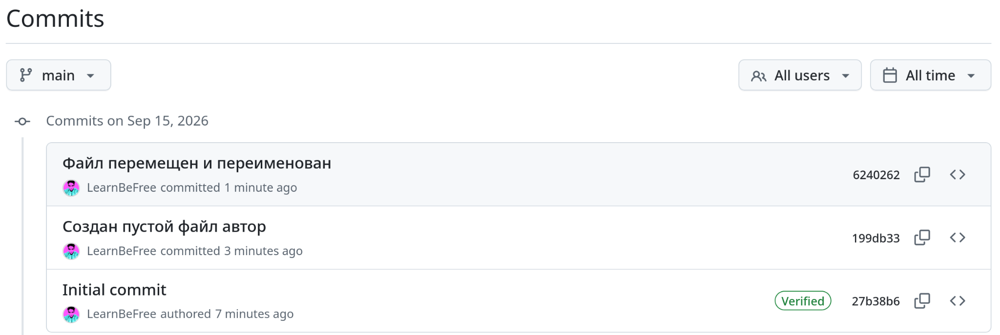 Commits
main
All users
All time
Commits on Sep 15, 2026
Файл перемещен и переименован
6240262
LearnBeFree committed 1 minute ago
Создан пустой файл автор
199db33
LearnBeFree committed 3 minutes ago
Initial commit
Verified
27b38b6
LearnBeFree authored 7 minutes ago